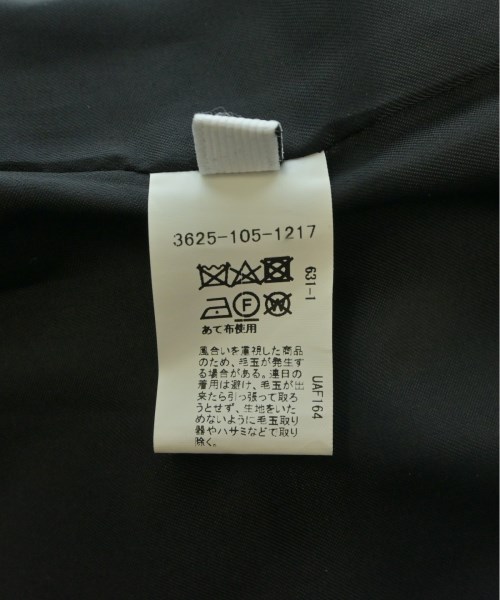 3625-105-1217
631-1
F
あて布使用
風合いを重視した商品
のため、毛玉が発生す
る場合がある。連日の
着用は避け、毛玉が出
来たら引っ張って取ろ
うとせず、生地をいた
めないように毛玉取り
器やハサミなどで取り
除く。
UAF164